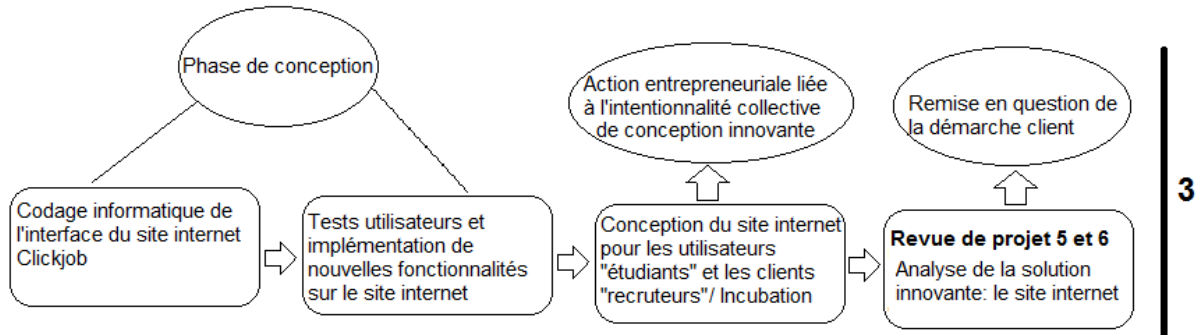 Phase de conception
Action entrepreneuriale liée
à l'intentionnalité collective
de conception innovante
Remise en question de
la démarche client
Codage informatique de
l'interface du site internet
Clickjob
Tests utilisateurs et
implémentation de
nouvelles fonctionnalités
sur le site internet
Conception du site internet
pour les utilisateurs
"étudiants" et les clients
"recruteurs"/ Incubation
Revue de projet 5 et 6
Analyse de la solution
innovante: le site internet
3